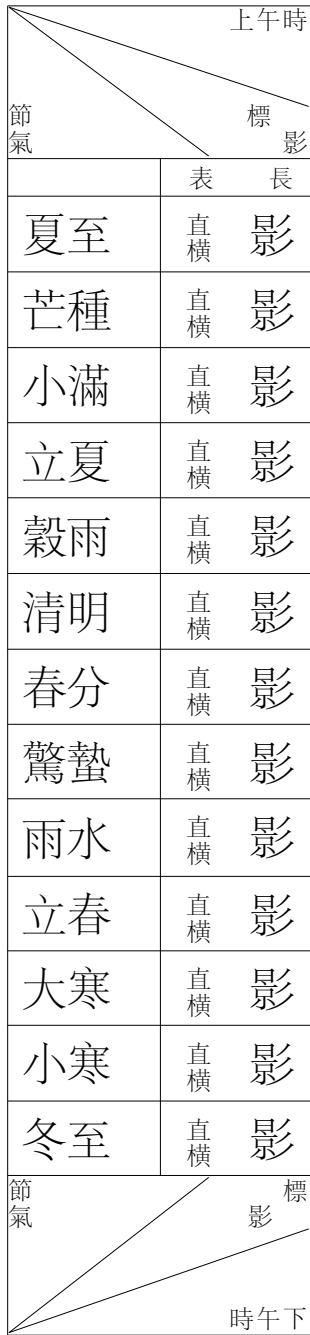 上午時
節氣 標影
表 長
夏至 直橫 影
芒種 直橫 影
小滿 直橫 影
立夏 直橫 影
穀雨 直橫 影
清明 直橫 影
春分 直橫 影
驚蟄 直橫 影
雨水 直橫 影
立春 直橫 影
大寒 直橫 影
小寒 直橫 影
冬至 直橫 影
節氣 標影
時午下